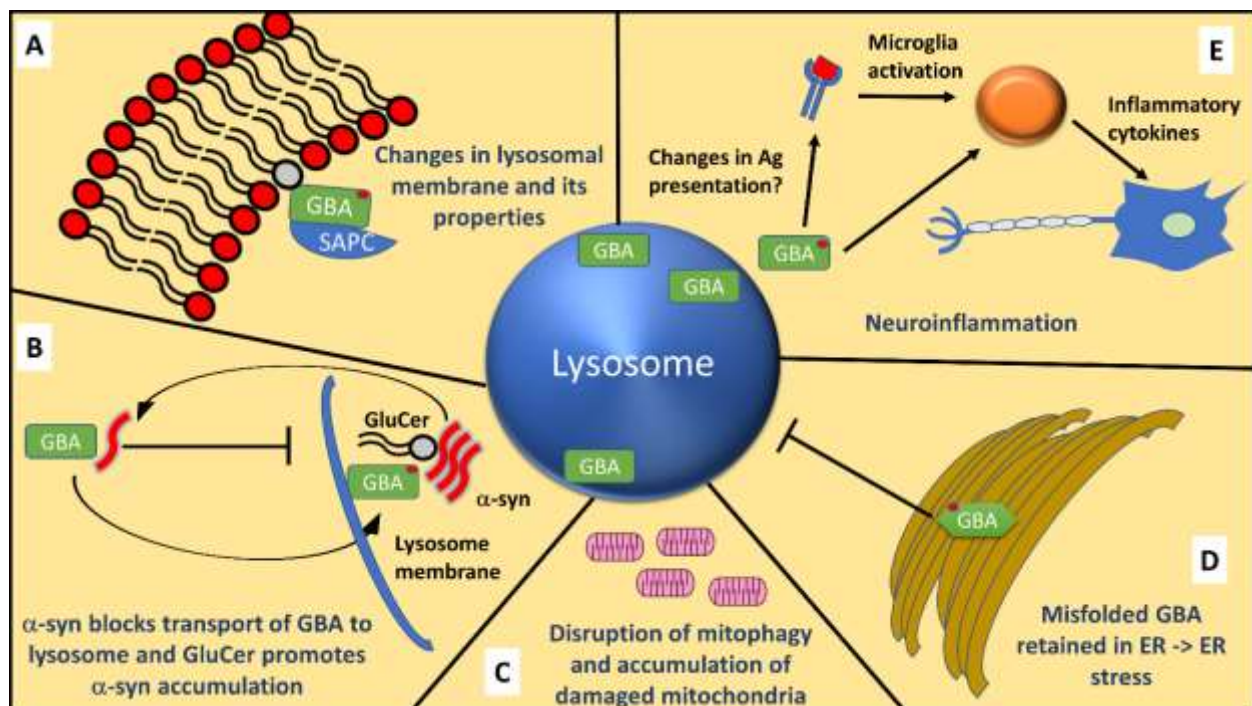 A
Changes in lysosomal
membrane and its
properties
GBA
SAPC
E
Microglia
activation
Inflammatory
cytokines
Changes in Ag
presentation?
GBA
Neuroinflammation
GBA
GBA
Lysosome
GBA
B
GBA
GluCer
GBA
α-syn
Lysosome
membrane
α-syn blocks transport of GBA to
lysosome and GluCer promotes
α-syn accumulation
C
Disruption of mitophagy
and accumulation of
damaged mitochondria
GBA
D
Misfolded GBA
retained in ER -> ER
stress